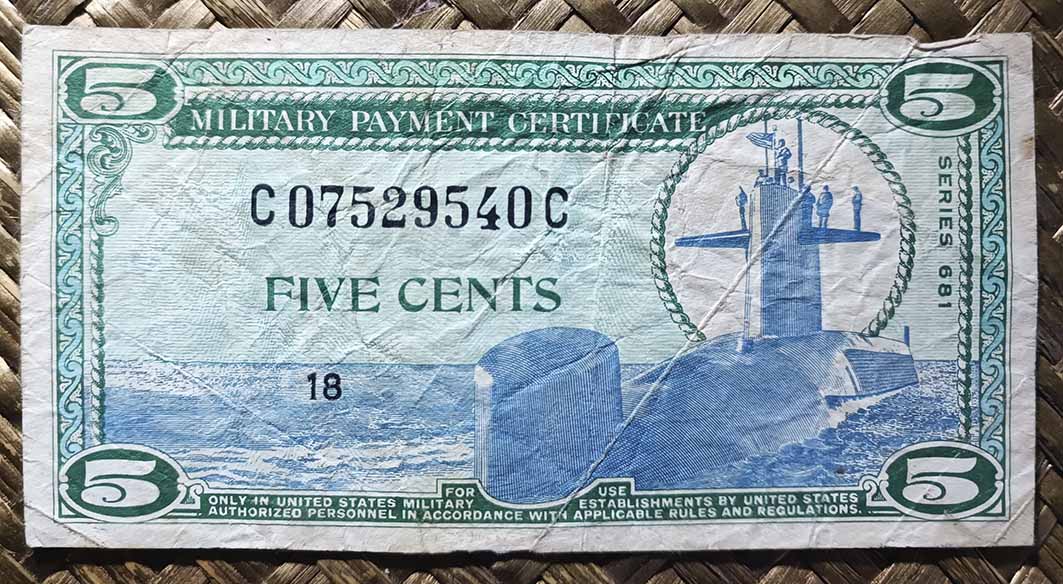 5 5
MILITARY PAYMENT CERTIFICATE
SERIES 681
C07529540C
FIVE CENTS
18
5 5
FOR USE
ONLY IN UNITED STATES MILITARY ESTABLISHMENTS BY UNITED STATES
AUTHORIZED PERSONNEL IN ACCORDANCE WITH APPLICABLE RULES AND REGULATIONS.